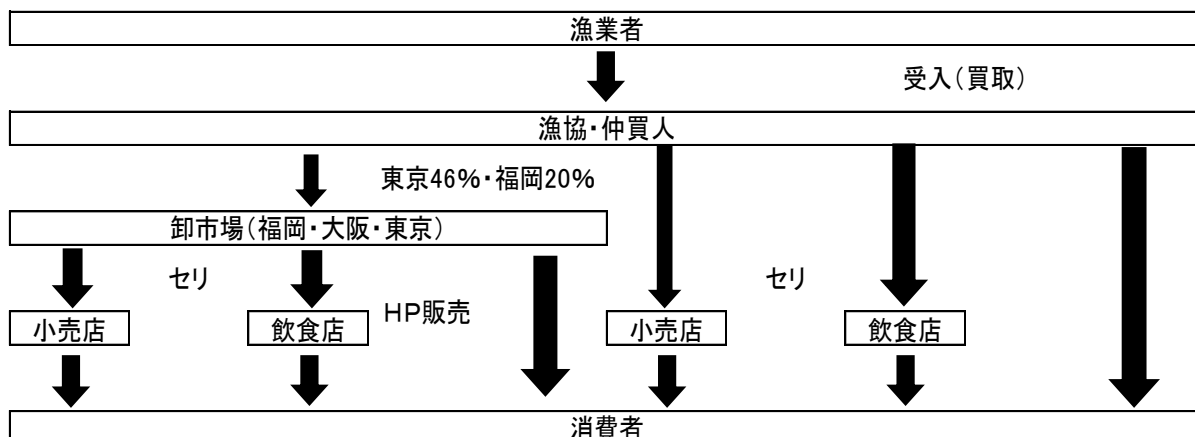 漁業者
受入（買取）
漁協・仲買人
東京46%・福岡20%
卸市場（福岡・大阪・東京）
セリ
セリ
HP販売
小売店
飲食店
小売店
飲食店
消費者